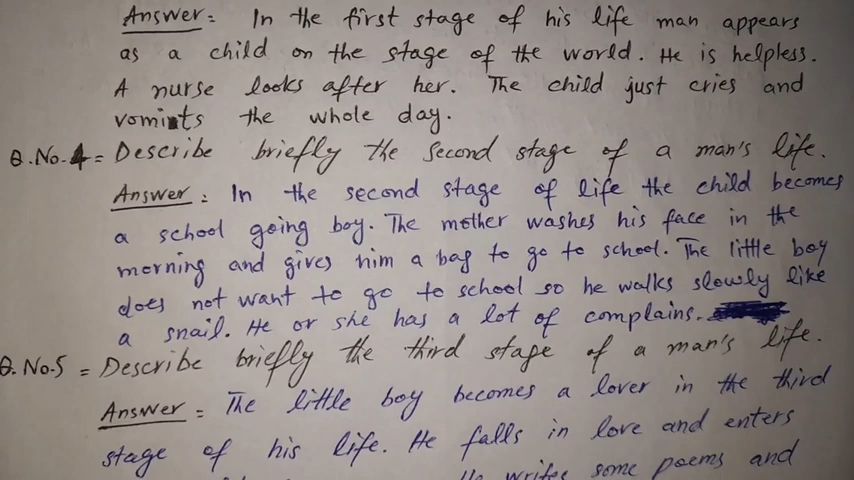 Answer = In the first stage of his life man appears
as a child on the stage of the world. He is helpless.
A nurse looks after her. The child just cries and
vomints the whole day.
Q.No.4 = Describe briefly the second stage of a man's life.
Answer : In the second stage of life the child becomes
a school going boy. The mother washes his face in the
morning and gives him a bag to go to school. The little boy
does not want to go to school so he walks slowly like
a snail. He or she has a lot of complains.
Q.No.5 = Describe briefly the third stage of a man's life.
Answer = The little boy becomes a lover in the third
stage of his life. He falls in love and enters
He writes some poems and